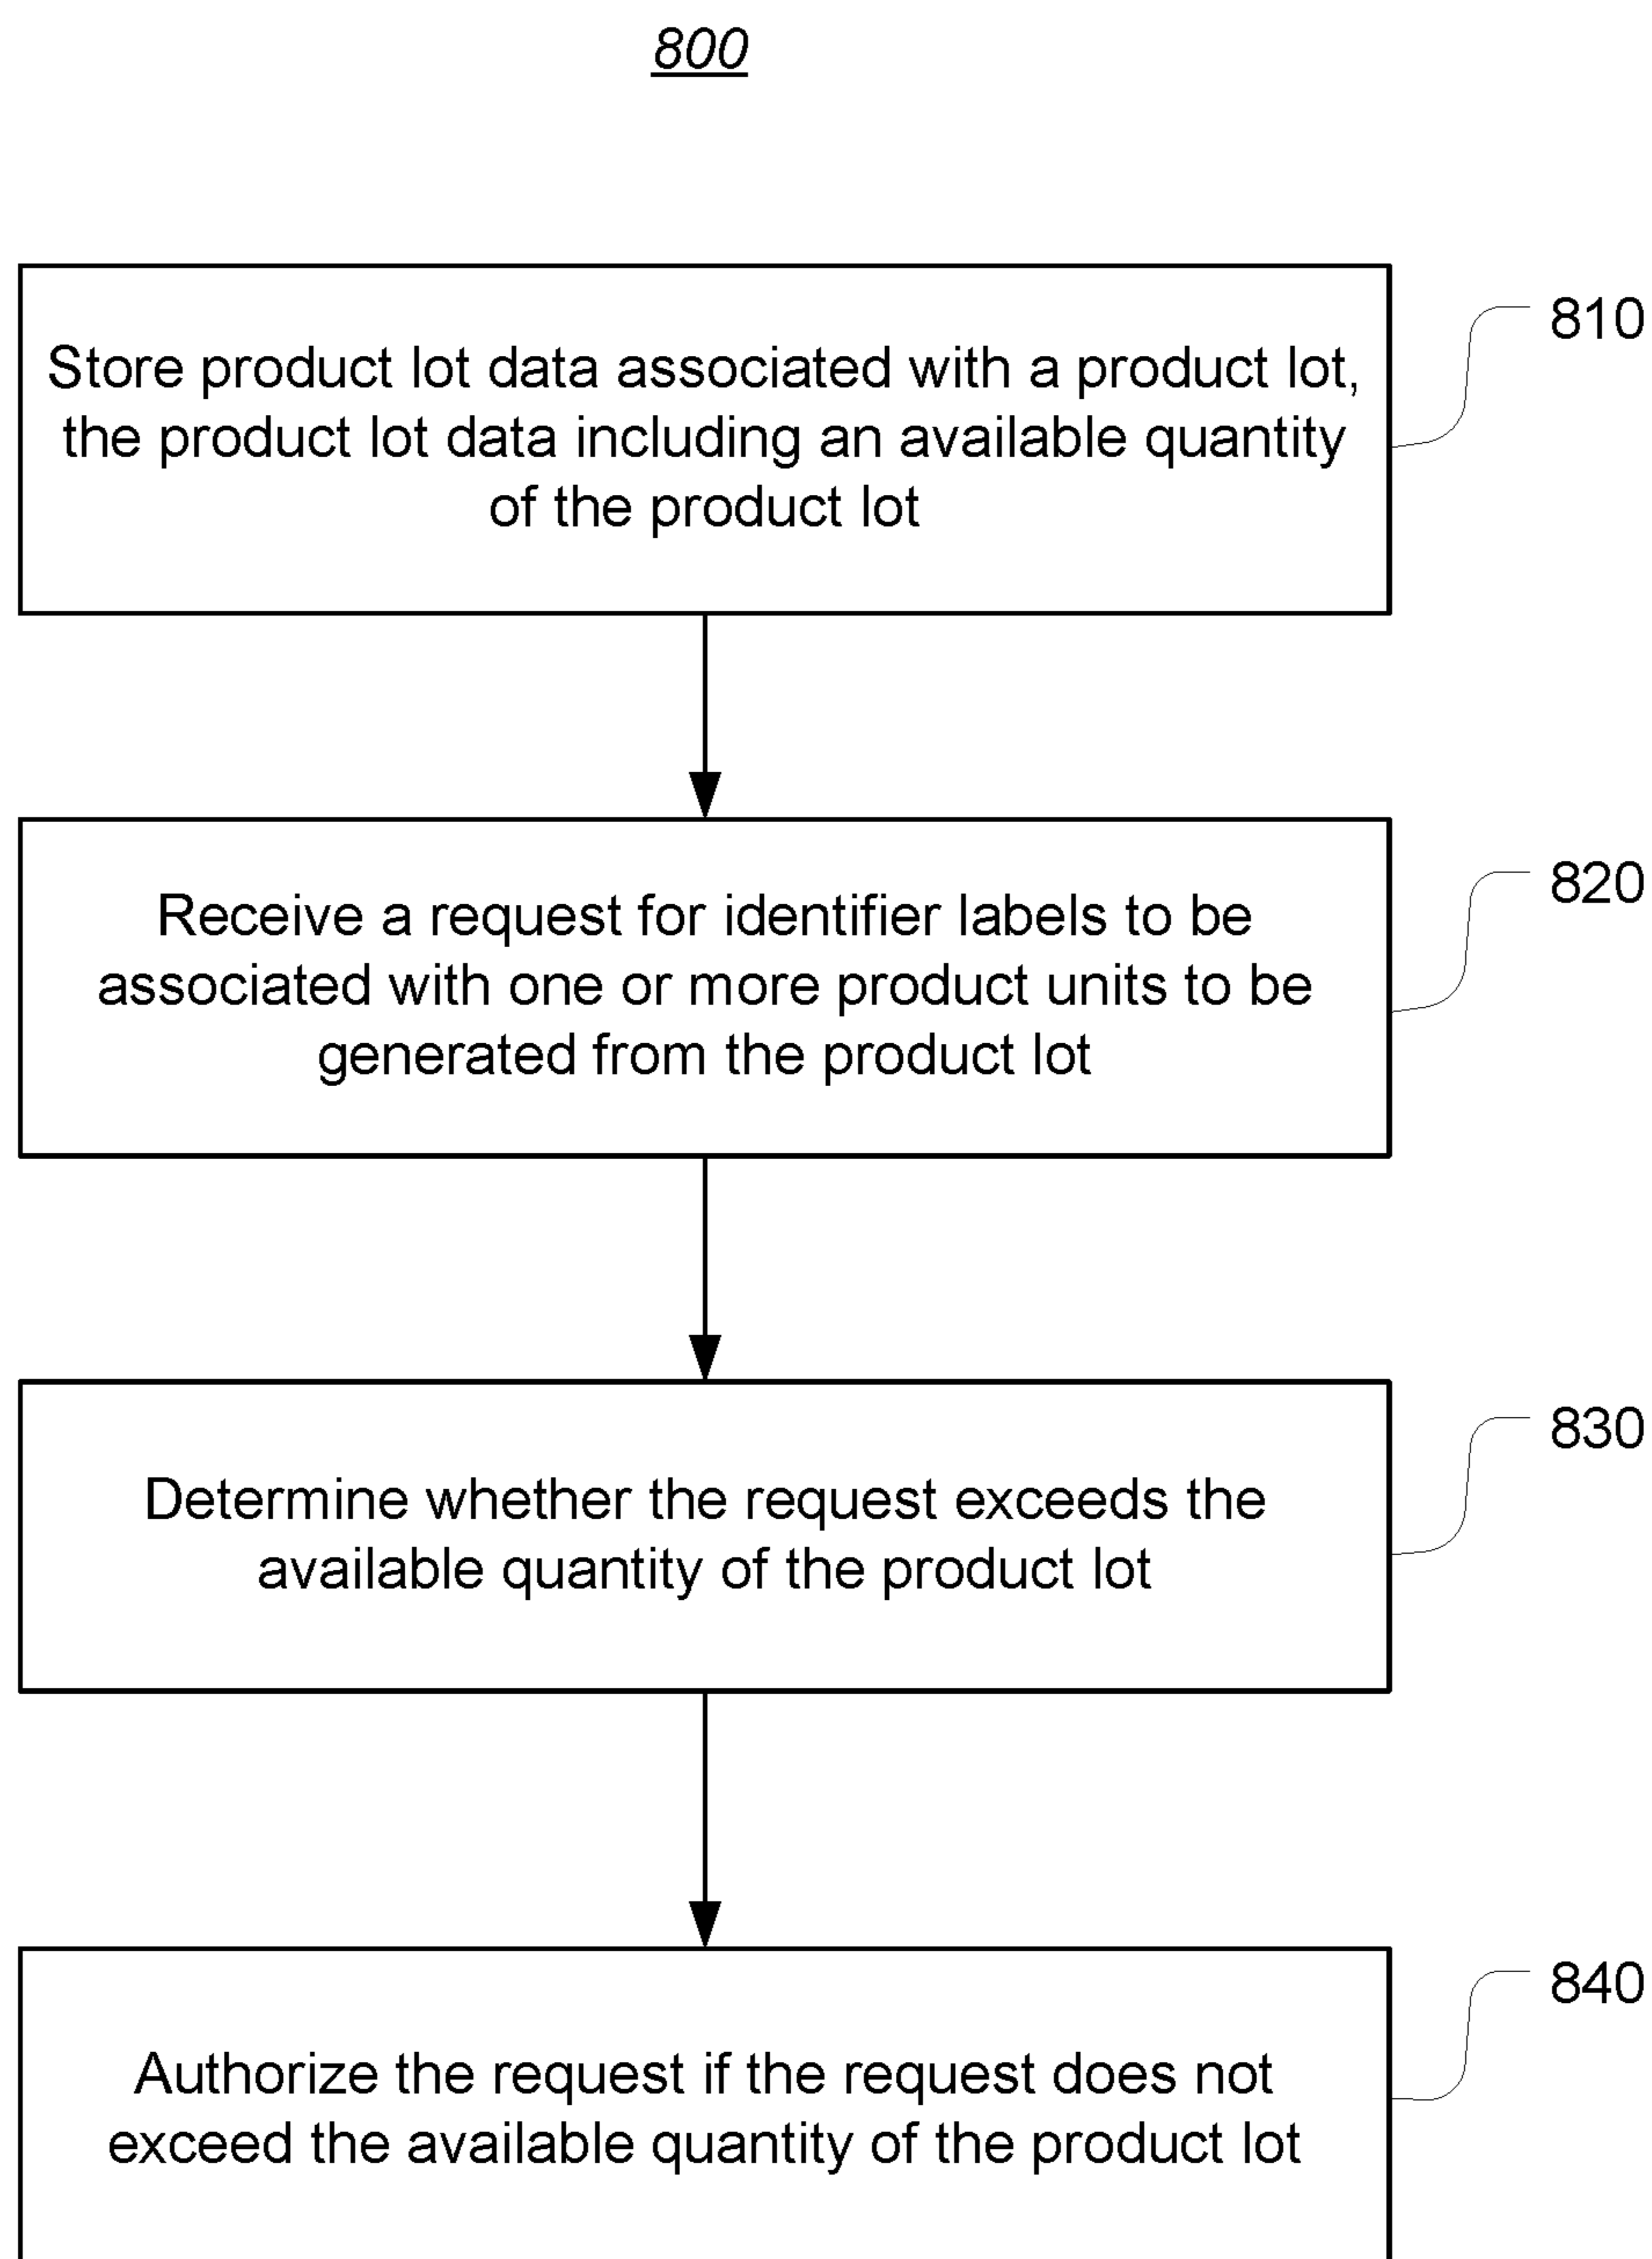 800
Store product lot data associated with a product lot,
the product lot data including an available quantity
of the product lot
810
Receive a request for identifier labels to be
associated with one or more product units to be
generated from the product lot
820
Determine whether the request exceeds the
available quantity of the product lot
830
Authorize the request if the request does not
exceed the available quantity of the product lot
840